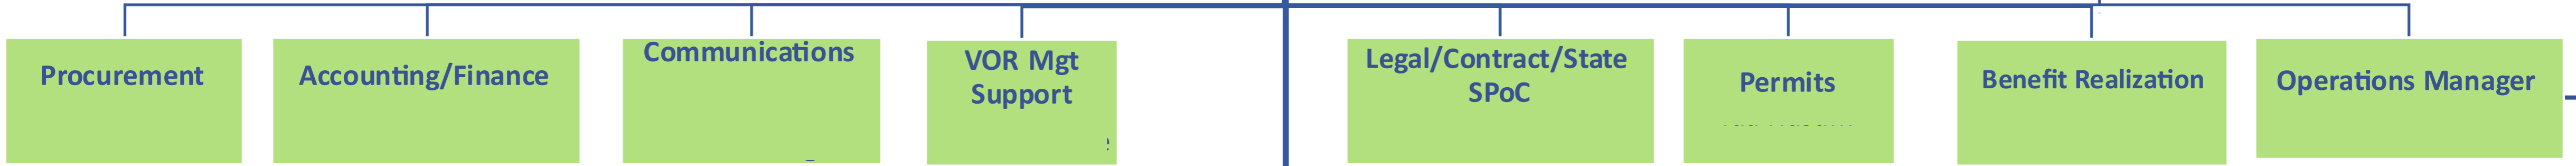 Procurement
Accounting/Finance
Communications
VOR Mgt
Support
Legal/Contract/State
SPoC
Permits
Benefit Realization
Operations Manager